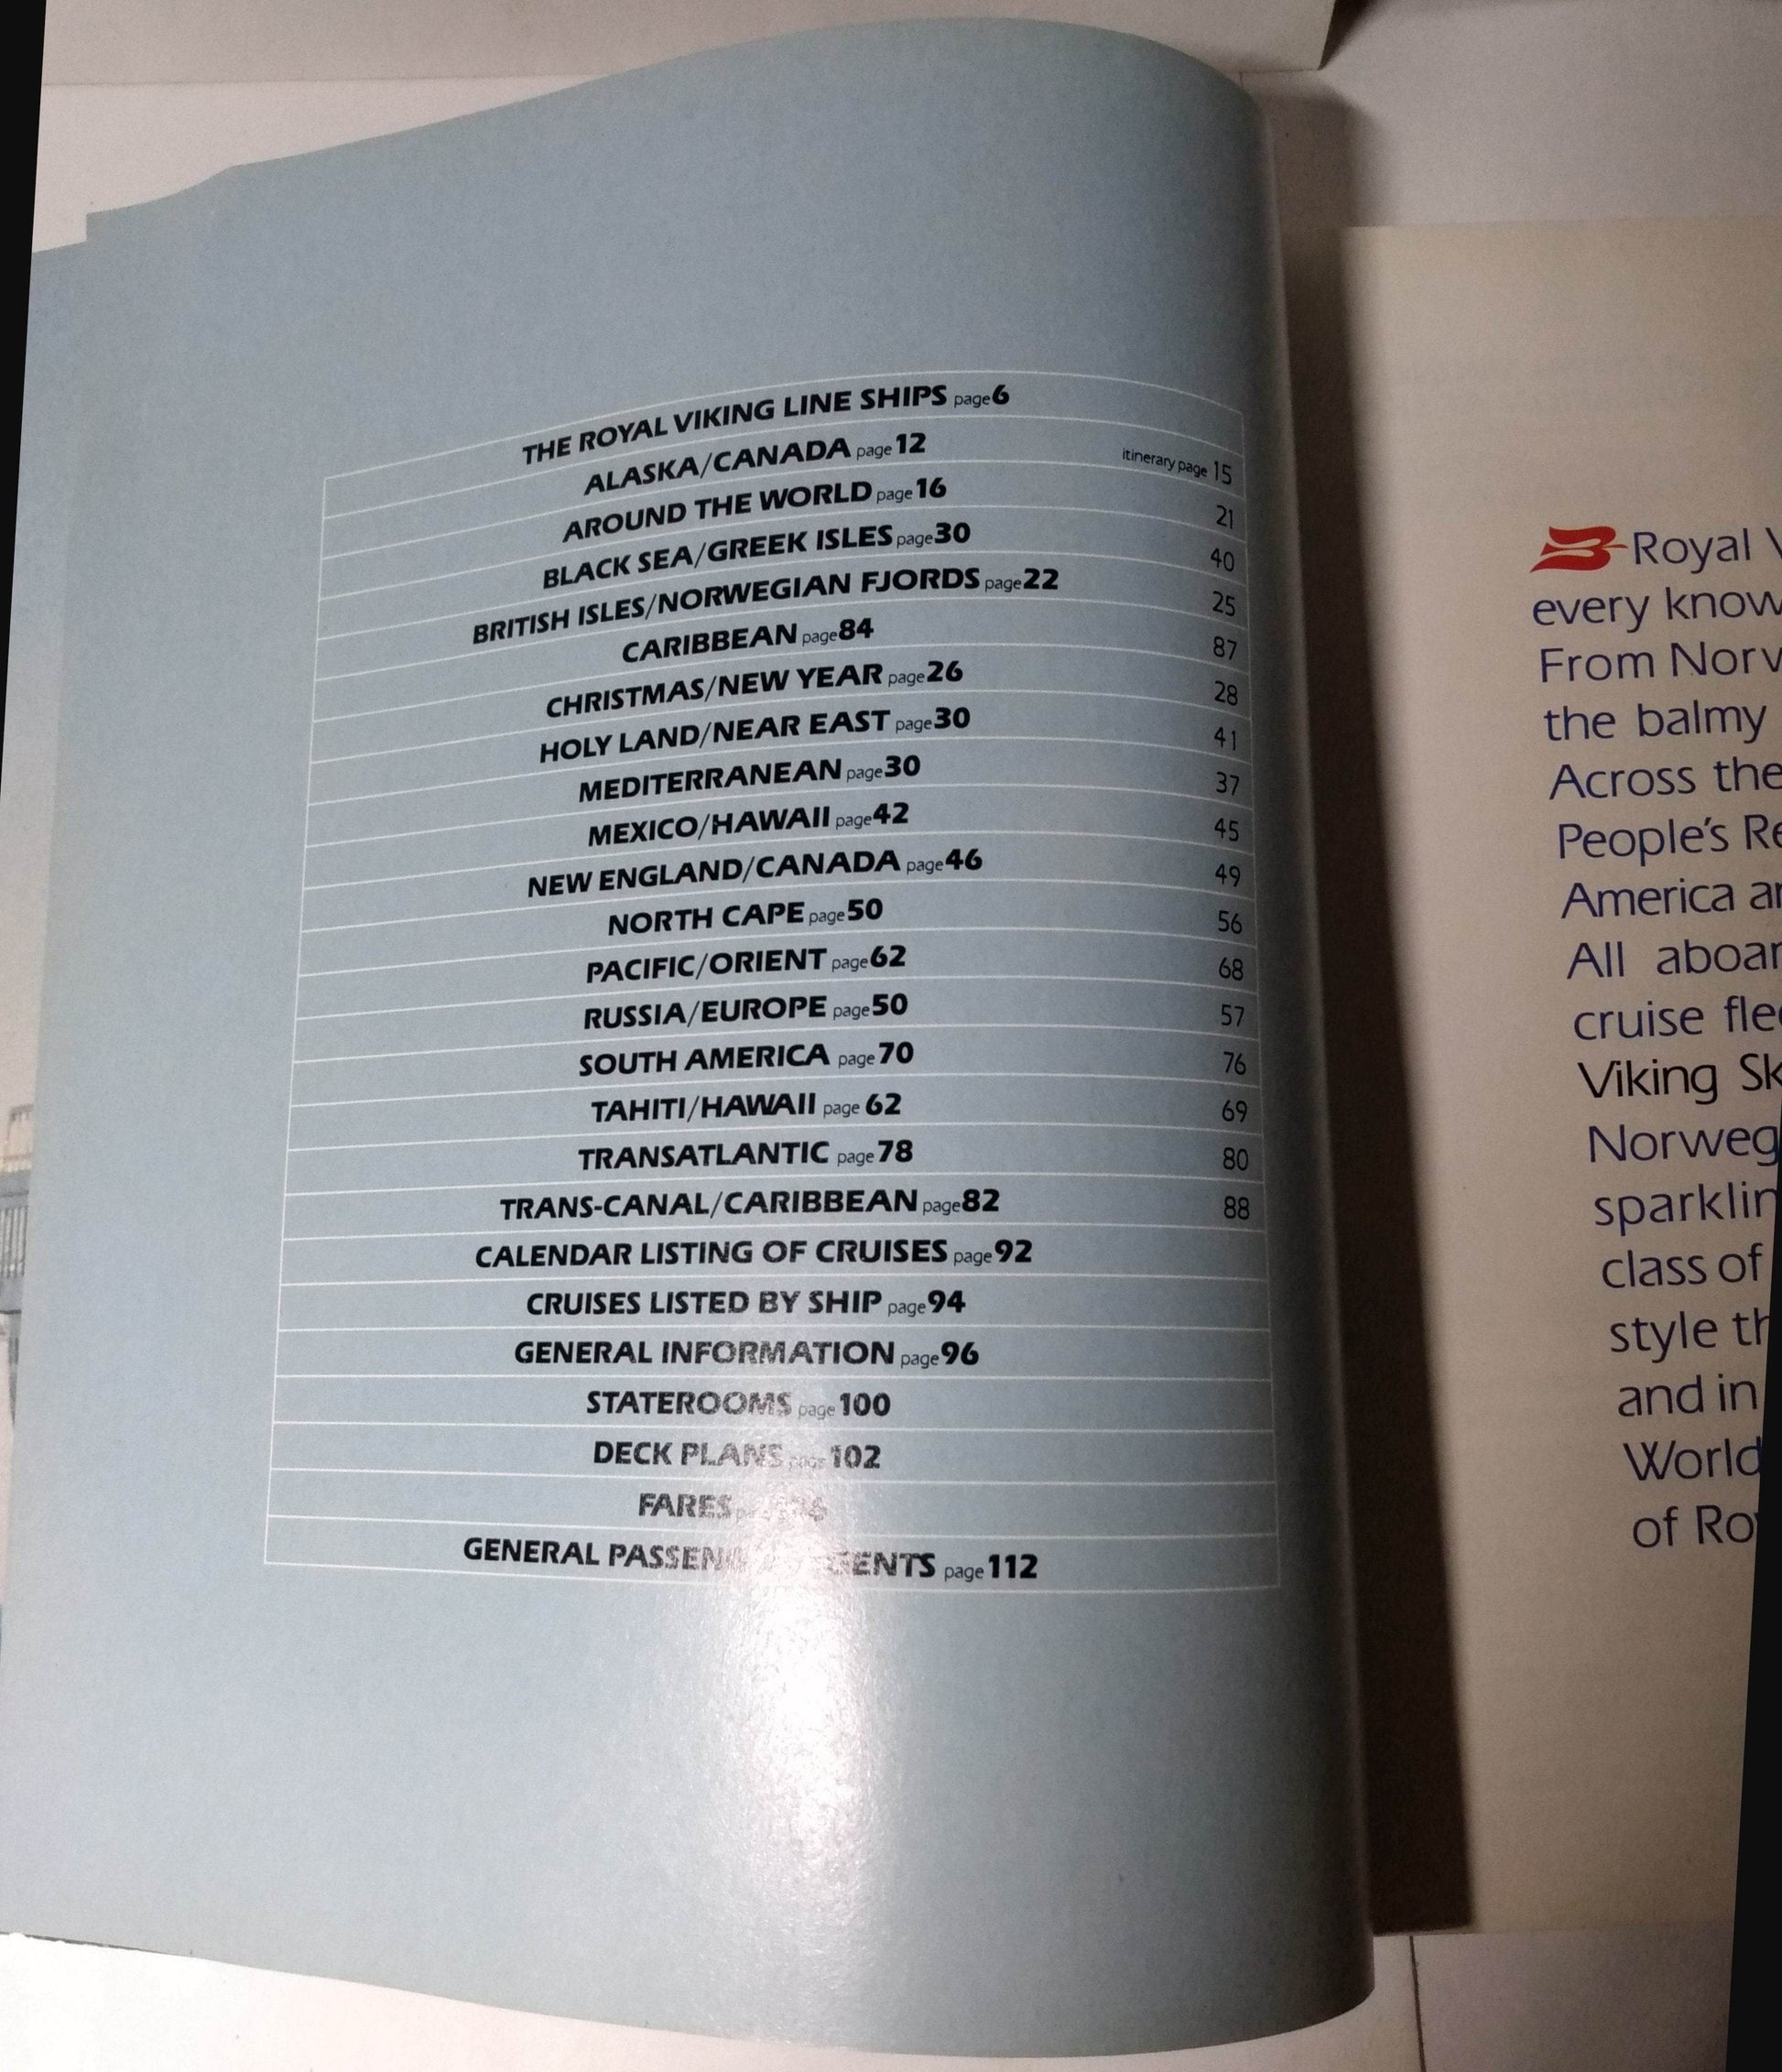 THE ROYAL VIKING LINE SHIPS page 6
ALASKA/CANADA page 12 itinerary page 15
AROUND THE WORLD page 16 21
BLACK SEA/GREEK ISLES page 30 40
BRITISH ISLES/NORWEGIAN FJORDS page 22 25
CARIBBEAN page 84 87
CHRISTMAS/NEW YEAR page 26 28
HOLY LAND/NEAR EAST page 30 41
MEDITERRANEAN page 30 37
MEXICO/HAWAII page 42 45
NEW ENGLAND/CANADA page 46 49
NORTH CAPE page 50 56
PACIFIC/ORIENT page 62 68
RUSSIA/EUROPE page 50 57
SOUTH AMERICA page 70 76
TAHITI/HAWAII page 62 69
TRANSATLANTIC page 78 80
TRANS-CANAL/CARIBBEAN page 82 88
CALENDAR LISTING OF CRUISES page 92
CRUISES LISTED BY SHIP page 94
GENERAL INFORMATION page 96
STATEROOMS page 100
DECK PLANS page 102
FARES
GENERAL page 112
Royal
every
From
the balmy
Across the
People's
America
All
cruise
Viking
of
style
and in
World
of